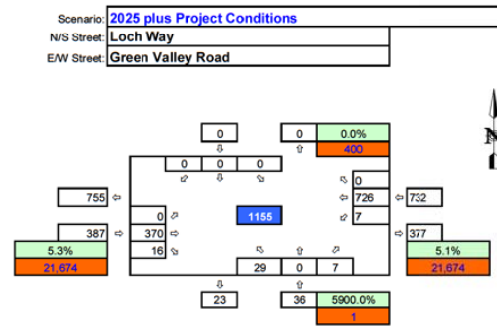 Scenario: 2025 plus Project Conditions
N/S Street: Loch Way
E/W Street: Green Valley Road
0 0 0.0%
400
N
0 0 0
0
755 726 732
0 1155 7
387 370 377
5.3% 16 5.1%
21,674 29 0 7 21,674
23 36 5900.0%
1